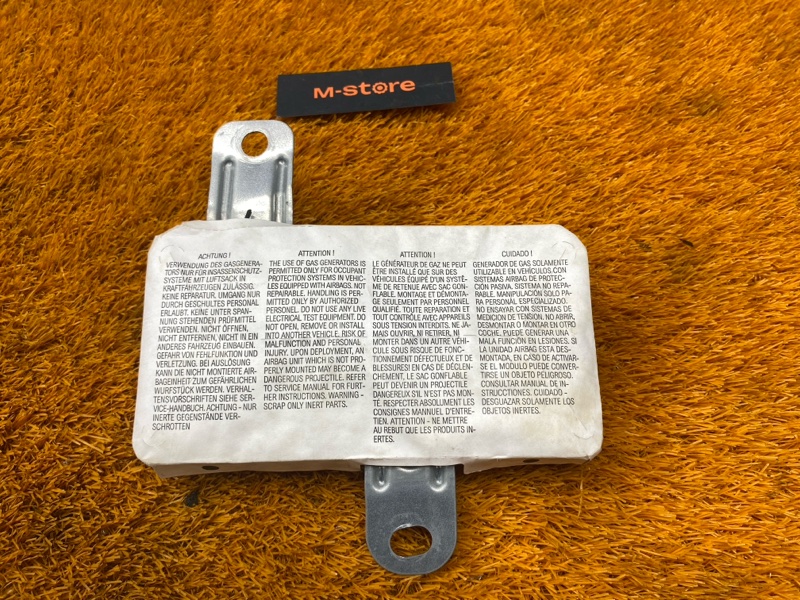 M-store
ACHTUNG !
VERWENDUNG DES GASGENERA-
TORS NUR FÜR INSASSENSCHUTZ-
SYSTEME MIT LUFTSACK IN
KRAFTFAHRZEUGEN ZULÄSSIG.
KEINE REPARATUR. UMGANG NUR
DURCH GESCHULTES PERSONAL
ERLAUBT. KEINE UNTER SPAN-
NUNG STEHENDEN PRÜFMITTEL
VERWENDEN. NICHT ÖFFNEN,
NICHT ENTFERNEN, NICHT IN EIN
ANDERES FAHRZEUG EINBAUEN.
GEFAHR VON FEHLFUNKTION UND
VERLETZUNG. BEI AUSLÖSUNG
KANN DIE NICHT MONTIERTE AIR-
BAGEINHEIT ZUM GEFÄHRLICHEN
WURFSTÜCK WERDEN. VERHAL-
TENSVORSCHRIFTEN SIEHE SER-
VICE-HANDBUCH. ACHTUNG - NUR
INERTE GEGENSTÄNDE VER-
SCHROTTEN
ATTENTION !
THE USE OF GAS GENERATORS IS
PERMITTED ONLY FOR OCCUPANT
PROTECTION SYSTEMS IN VEHIC-
LES EQUIPPED WITH AIRBAGS. NOT
REPAIRABLE. HANDLING IS PER-
MITTED ONLY BY AUTHORIZED
PERSONEL. DO NOT USE ANY LIVE
ELECTRICAL TEST EQUIPMENT. DO
NOT OPEN, REMOVE OR INSTALL
INTO ANOTHER VEHICLE. RISK OF
MALFUNCTION AND PERSONAL
INJURY. UPON DEPLOYMENT, AN
AIRBAG UNIT WHICH IS NOT PRO-
PERLY MOUNTED MAY BECOME A
DANGEROUS PROJECTILE. REFER
TO SERVICE MANUAL FOR FURT-
HER INSTRUCTIONS. WARNING -
SCRAP ONLY INERT PARTS.
ATTENTION !
LE GÉNÉRATEUR DE GAZ NE PEUT
ÊTRE INSTALLÉ QUE SUR DES
VÉHICULES ÉQUIPÉ D'UN SYSTÈ-
ME DE RETENUE AVEC SAC GON-
FLABLE. MONTAGE ET DÉMONTA-
GE SEULEMENT PAR PERSONNEL
QUALIFIÉ. TOUTE RÉPARATION ET
TOUT CONTRÔLE AVEC APPAREILS
SOUS TENSION INTERDITS. NE JA-
MAIS OUVRIR, NI RETIRER, NI
MONTER DANS UN AUTRE VÉHI-
CULE SOUS RISQUE DE FONC-
TIONNEMENT DÉFECTUEUX ET DE
BLESSURES! EN CAS DE DÉCLEN-
CHEMENT, LE SAC GONFLABLE
PEUT DEVENIR UN PROJECTILE
DANGEREUX S'IL N'EST PAS MON-
TÉ. RESPECTER ABSOLUMENT LES
CONSIGNES MANNUEL D'ENTRE-
TIEN. ATTENTION - NE METTRE
AU REBUT QUE LES PRODUITS IN-
ERTES.
CUIDADO !
GENERADOR DE GAS SOLAMENTE
UTILIZABLE EN VEHÍCULOS CON
SISTEMAS AIRBAG DE PROTEC-
CIÓN PASIVA. SISTEMA NO REPA-
RABLE. MANIPULACIÓN SOLO PA-
RA PERSONAL ESPECIALIZADO.
NO ENSAYAR CON SISTEMAS DE
MEDICION DE TENSIÓN. NO ABRIR,
DESMONTAR O MONTAR EN OTRO
COCHE. PUEDE GENERAR UNA
MALA FUNCIÓN EN LESIONES. SI
LA UNIDAD AIRBAG ESTA DES-
MONTADA, EN CASO DE ACTINAR-
SE EL MODULO PUEDE CONVER-
TIRSE UN OBJETO PELIGROSO.
CONSULTAR MANUAL DE IN-
STRUCCTIONES. CUIDADO -
DESGUAZAR SOLAMENTE LOS
OBJETOS INERTES.